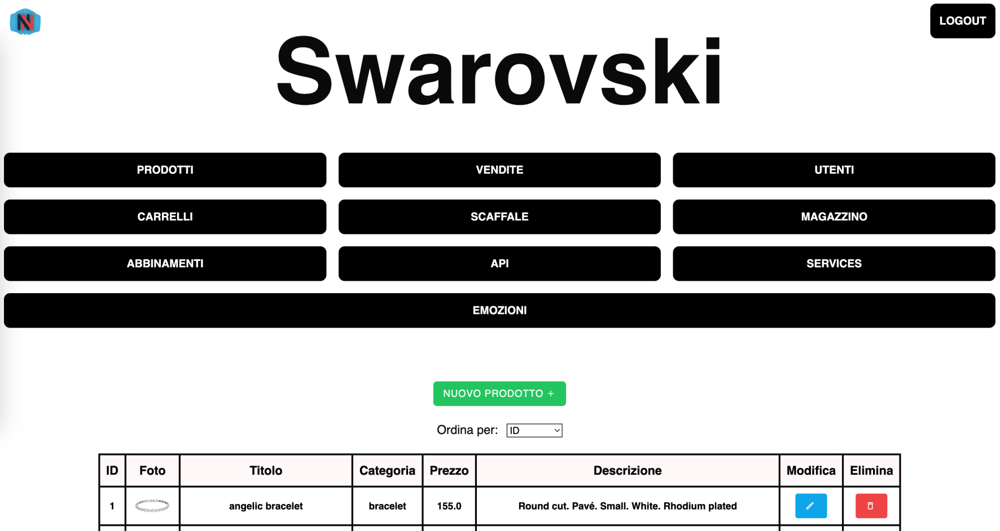 N
LOGOUT
Swarovski
PRODOTTI VENDITE UTENTI
CARRELLI SCAFFALE MAGAZZINO
ABBINAMENTI API SERVICES
EMOZIONI
NUOVO PRODOTTO +
Ordina per: ID
ID Foto Titolo Categoria Prezzo Descrizione Modifica Elimina
1 angelic bracelet bracelet 155.0 Round cut. Pavé. Small. White. Rhodium plated